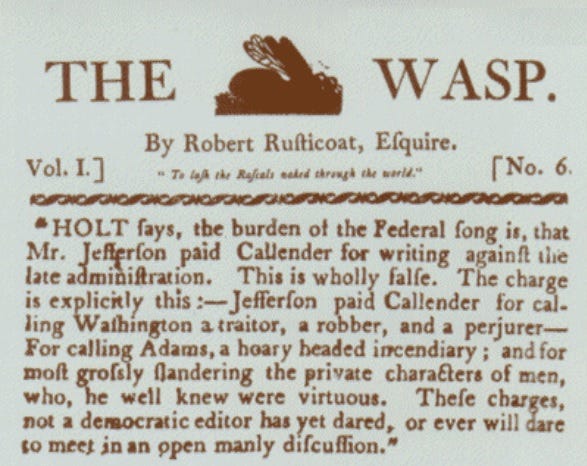 THE WASP.
By Robert Ruſticoat, Eſquire.
Vol. I.] " To laſh the Raſcals naked through the world." [No. 6.
"HOLT ſays, the burden of the Federal ſong is, that
Mr. Jefferſon paid Callender for writing againſt the
late adminiſtration. This is wholly falſe. The charge
is explicitly this :—Jefferſon paid Callender for cal-
ling Waſhington a traitor, a robber, and a perjurer—
For calling Adams, a hoary headed incendiary ; and for
moſt groſsly ſlandering the private characters of men,
who, he well knew were virtuous. Theſe charges,
not a democratic editor has yet dared, or ever will dare
to meet in an open manly diſcuſſion."